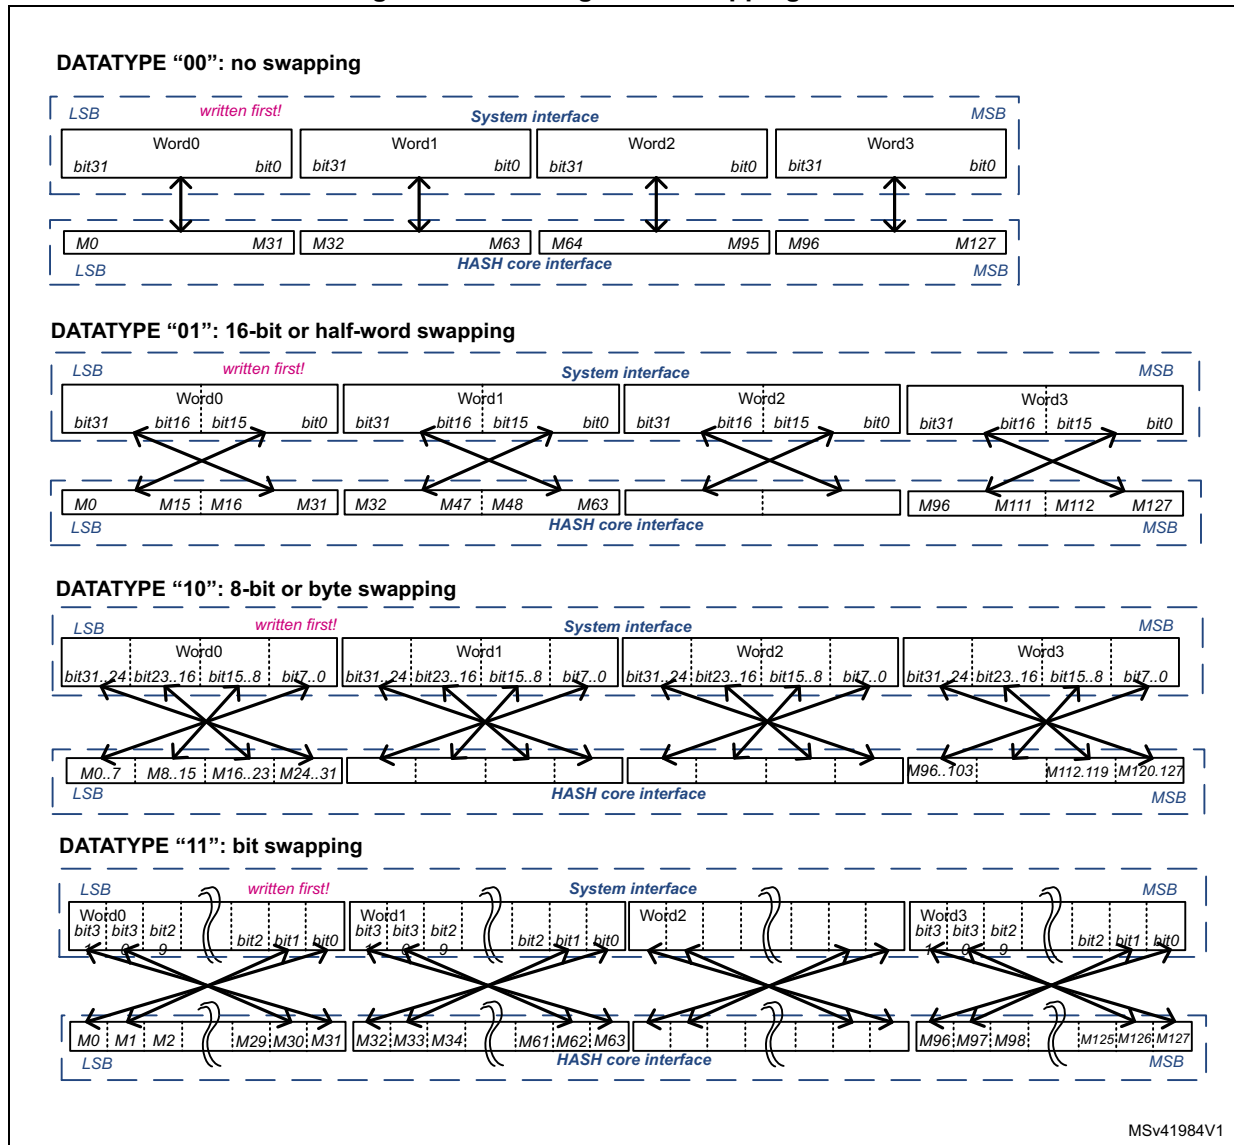 DATATYPE “00”: no swapping
LSB written first! System interface MSB
Word0 Word1 Word2 Word3
bit31 bit0 bit31 bit0 bit31 bit0 bit31 bit0
M0 M31 M32 M63 M64 M95 M96 M127
LSB HASH core interface MSB
DATATYPE “01”: 16-bit or half-word swapping
LSB written first! System interface MSB
Word0 Word1 Word2 Word3
bit31 bit16 bit15 bit0 bit31 bit16 bit15 bit0 bit31 bit16 bit15 bit0 bit31 bit16 bit15 bit0
M0 M15 M16 M31 M32 M47 M48 M63 M96 M111 M112 M127
LSB HASH core interface MSB
DATATYPE “10”: 8-bit or byte swapping
LSB written first! System interface MSB
Word0 Word1 Word2 Word3
bit31..24 bit23..16 bit15..8 bit7..0 bit31..24 bit23..16 bit15..8 bit7..0 bit31..24 bit23..16 bit15..8 bit7..0 bit31..24 bit23..16 bit15..8 bit7..0
M0..7 M8..15 M16..23 M24..31 M96..103 M112.119 M120.127
LSB HASH core interface MSB
DATATYPE “11”: bit swapping
LSB written first! System interface MSB
Word0 Word1 Word2 Word3
bit31 bit30 bit29 bit2 bit1 bit0 bit31 bit30 bit29 bit2 bit1 bit0 bit31 bit30 bit29 bit2 bit1 bit0
M0 M1 M2 M29 M30 M31 M32 M33 M34 M61 M62 M63 M96 M97 M98 M125 M126 M127
LSB HASH core interface MSB
MSv41984V1